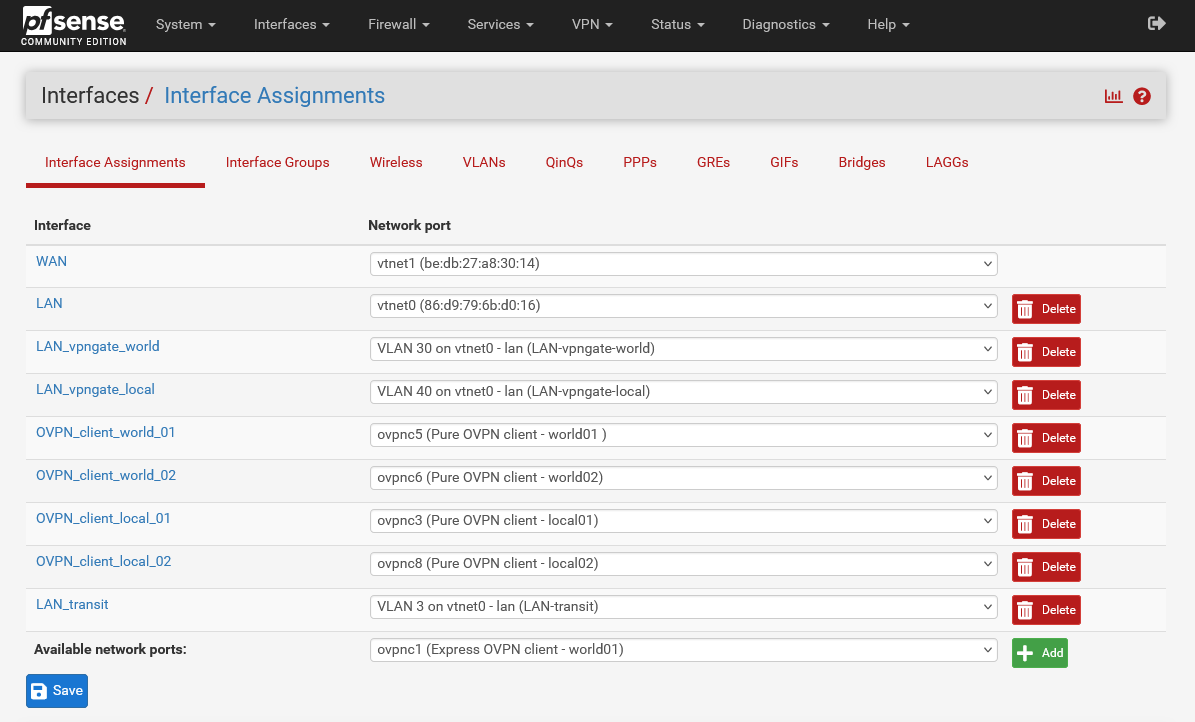 pfsense
COMMUNITY EDITION
System Interfaces Firewall Services VPN Status Diagnostics Help
Interfaces / Interface Assignments
Interface Assignments Interface Groups Wireless VLANs QinQs PPPs GREs GIFs Bridges LAGGs
Interface Network port
WAN vtnet1 (be:db:27:a8:30:14)
LAN vtnet0 (86:d9:79:6b:d0:16) Delete
LAN_vpngate_world VLAN 30 on vtnet0 - lan (LAN-vpngate-world) Delete
LAN_vpngate_local VLAN 40 on vtnet0 - lan (LAN-vpngate-local) Delete
OVPN_client_world_01 ovpnc5 (Pure OVPN client - world01 ) Delete
OVPN_client_world_02 ovpnc6 (Pure OVPN client - world02) Delete
OVPN_client_local_01 ovpnc3 (Pure OVPN client - local01) Delete
OVPN_client_local_02 ovpnc8 (Pure OVPN client - local02) Delete
LAN_transit VLAN 3 on vtnet0 - lan (LAN-transit) Delete
Available network ports: ovpnc1 (Express OVPN client - world01) Add
Save